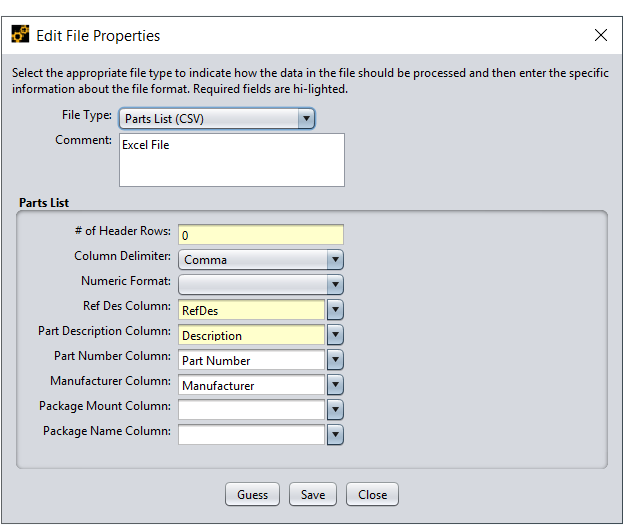 Edit File Properties
Select the appropriate file type to indicate how the data in the file should be processed and then enter the specific
information about the file format. Required fields are hi-lighted.
File Type: Parts List (CSV)
Comment: Excel File
Parts List
# of Header Rows: 0
Column Delimiter: Comma
Numeric Format:
Ref Des Column: RefDes
Part Description Column: Description
Part Number Column: Part Number
Manufacturer Column: Manufacturer
Package Mount Column:
Package Name Column:
Guess Save Close